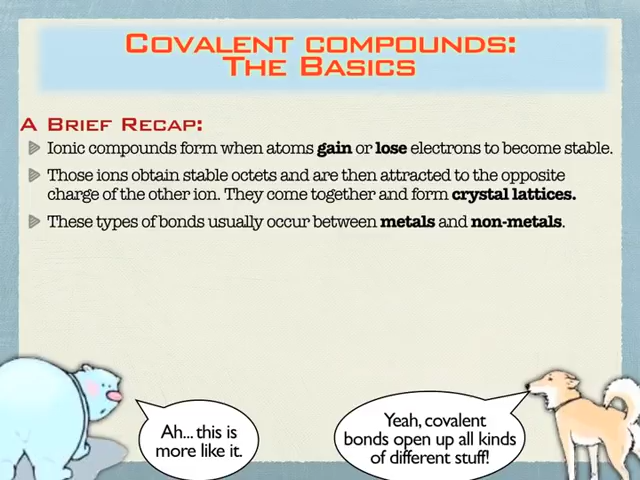 Covalent compounds:
The Basics
A Brief Recap:
Ionic compounds form when atoms gain or lose electrons to become stable.
Those ions obtain stable octets and are then attracted to the opposite
charge of the other ion. They come together and form crystal lattices.
These types of bonds usually occur between metals and non-metals.
Ah... this is
more like it.
Yeah, covalent
bonds open up all kinds
of different stuff!